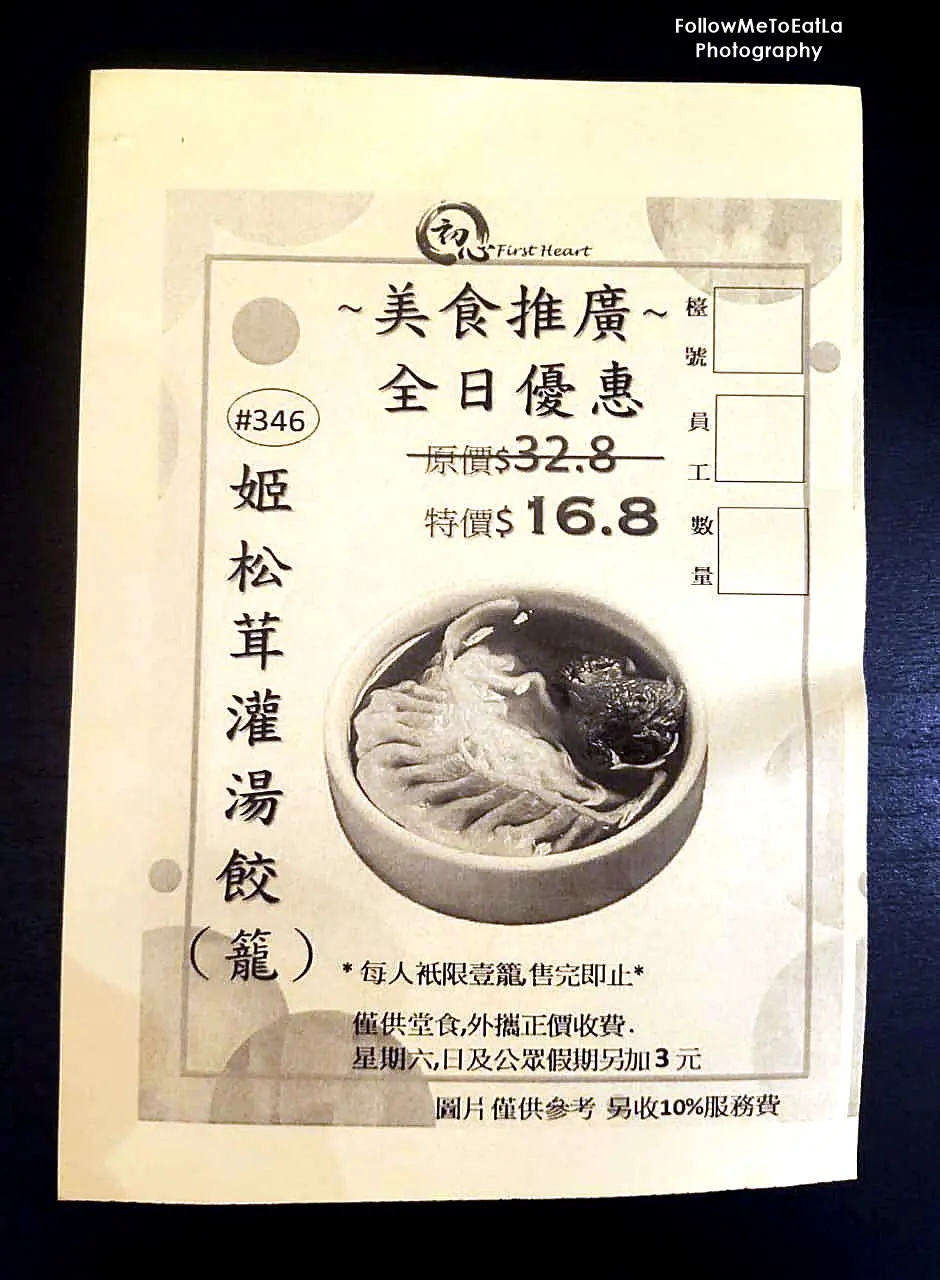 FollowMeToEatLa
Photography
初心 First Heart
~美食推廣~
全日優惠
原價$32.8
特價$16.8
檯號
員工
數量
#346
姬松茸灌湯餃(籠)
*每人衹限壹籠,售完即止*
僅供堂食,外攜正價收費.
星期六,日及公眾假期另加3元
圖片僅供參考 另收10%服務費